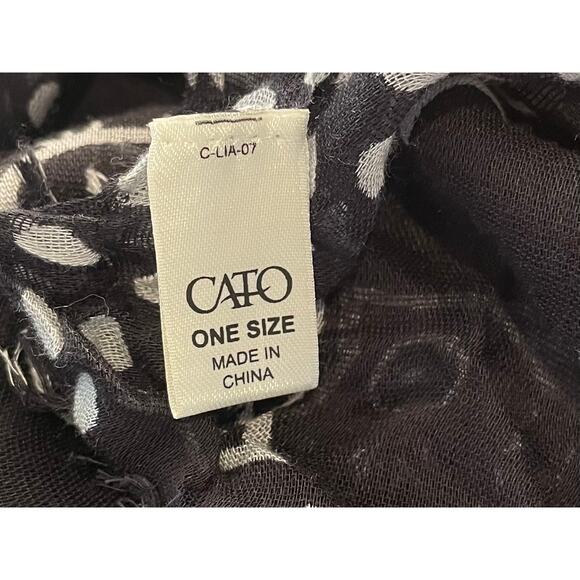 C-LIA-07
CATO
ONE SIZE
MADE IN
CHINA